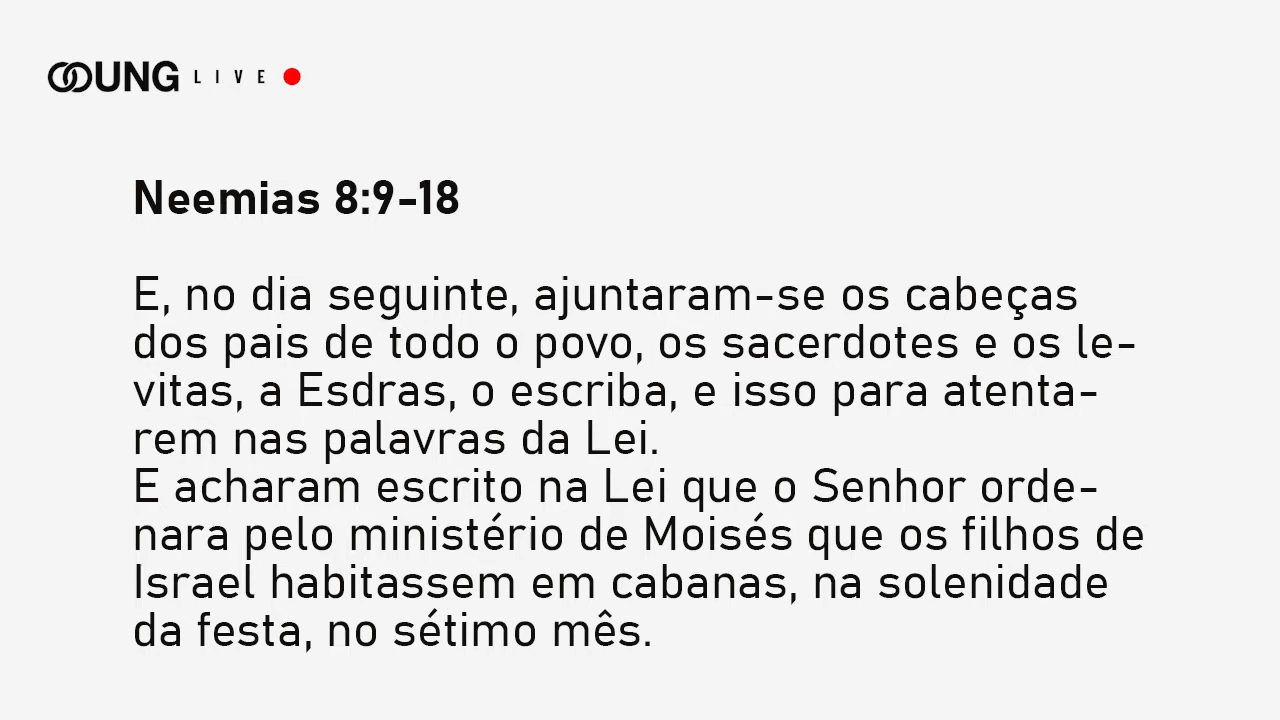 OOUNG LIVE
Neemias 8:9-18
E, no dia seguinte, ajuntaram-se os cabeças
dos pais de todo o povo, os sacerdotes e os le-
vitas, a Esdras, o escriba, e isso para atenta-
rem nas palavras da Lei.
E acharam escrito na Lei que o Senhor orde-
nara pelo ministério de Moisés que os filhos de
Israel habitassem em cabanas, na solenidade
da festa, no sétimo mês.